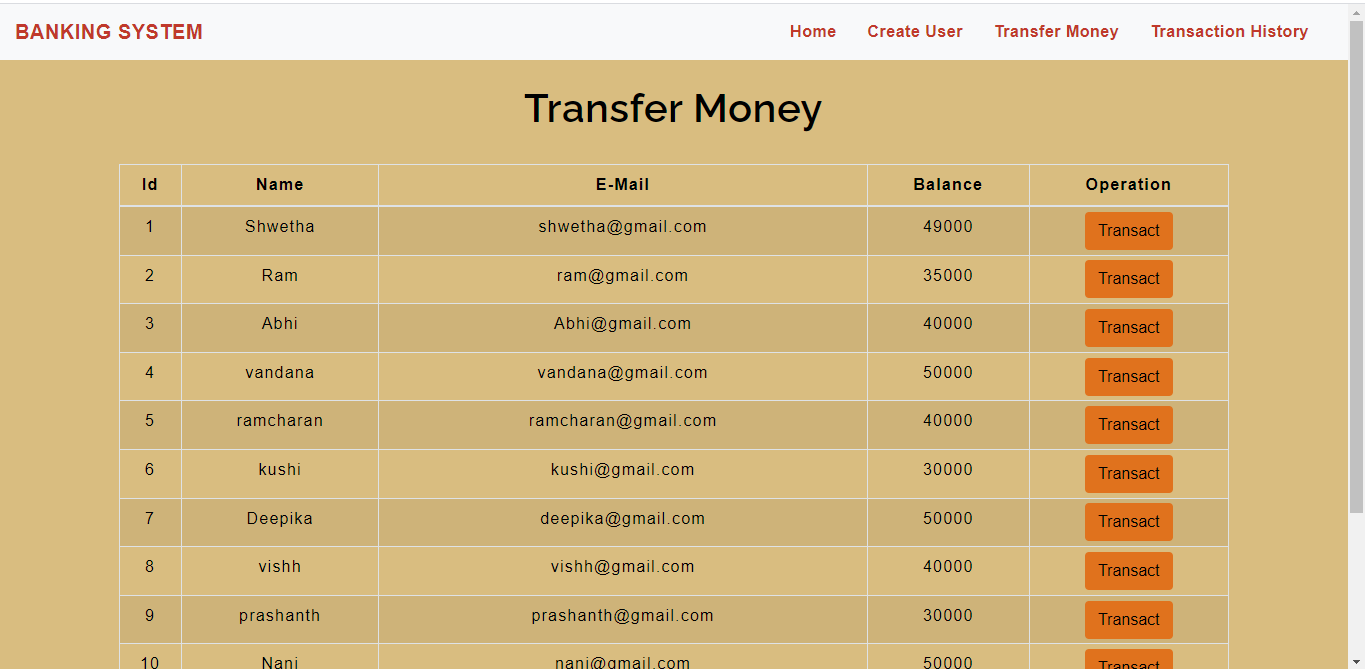 BANKING SYSTEM Home Create User Transfer Money Transaction History
Transfer Money
Id Name E-Mail Balance Operation
1 Shwetha shwetha@gmail.com 49000 Transact
2 Ram ram@gmail.com 35000 Transact
3 Abhi Abhi@gmail.com 40000 Transact
4 vandana vandana@gmail.com 50000 Transact
5 ramcharan ramcharan@gmail.com 40000 Transact
6 kushi kushi@gmail.com 30000 Transact
7 Deepika deepika@gmail.com 50000 Transact
8 vishh vishh@gmail.com 40000 Transact
9 prashanth prashanth@gmail.com 30000 Transact
10 Nani nani@gmail.com 50000 Transact